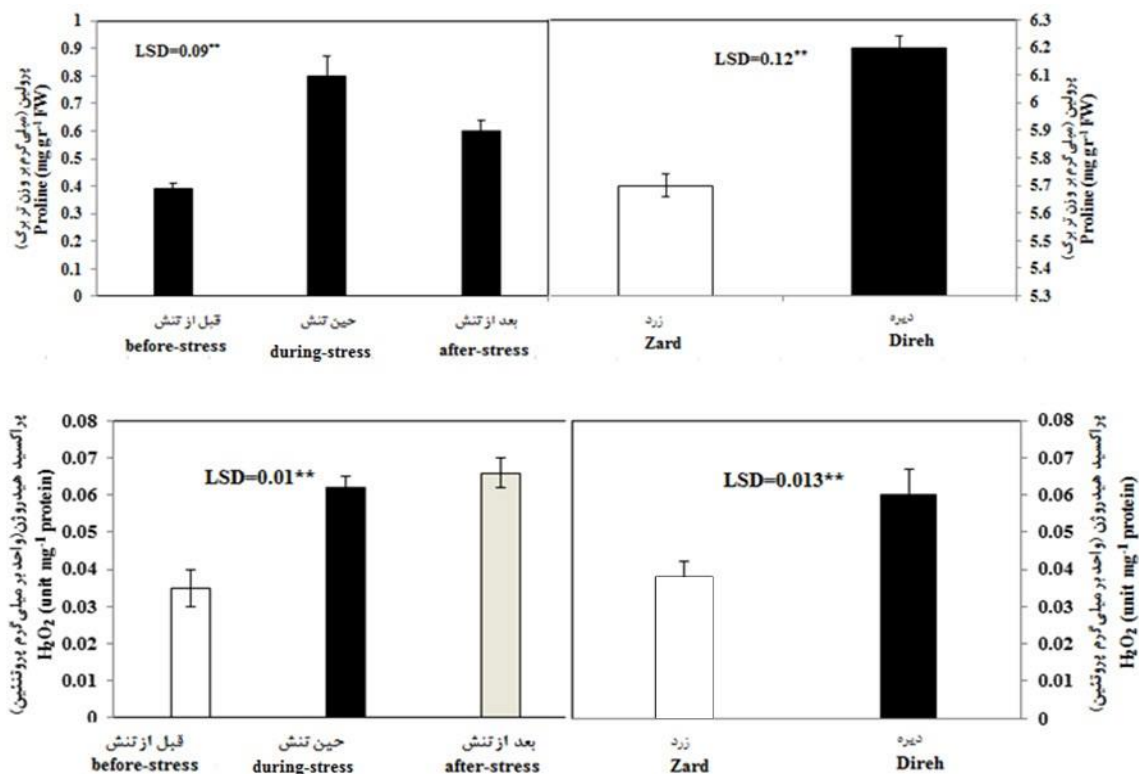 پرولین (میلی گرم بر وزن تر برگ)
Proline (mg gr⁻¹ FW)
1
0.9
0.8
0.7
0.6
0.5
0.4
0.3
0.2
0.1
0
LSD=0.09**
قبل از تنش
before-stress
حین تنش
during-stress
بعد از تنش
after-stress
LSD=0.12**
زرد
Zard
دیره
Direh
6.3
6.2
6.1
6
5.9
5.8
5.7
5.6
5.5
5.4
5.3
پرولین (میلی گرم بر وزن تر برگ)
Proline (mg gr⁻¹ FW)
پراکسید هیدروژن (واحد بر میلی گرم پروتئین)
H₂O₂ (unit mg⁻¹ protein)
0.08
0.07
0.06
0.05
0.04
0.03
0.02
0.01
0
LSD=0.01**
قبل از تنش
before-stress
حین تنش
during-stress
بعد از تنش
after-stress
LSD=0.013**
زرد
Zard
دیره
Direh
0.08
0.07
0.06
0.05
0.04
0.03
0.02
0.01
0
پراکسید هیدروژن (واحد بر میلی گرم پروتئین)
H₂O₂ (unit mg⁻¹ protein)